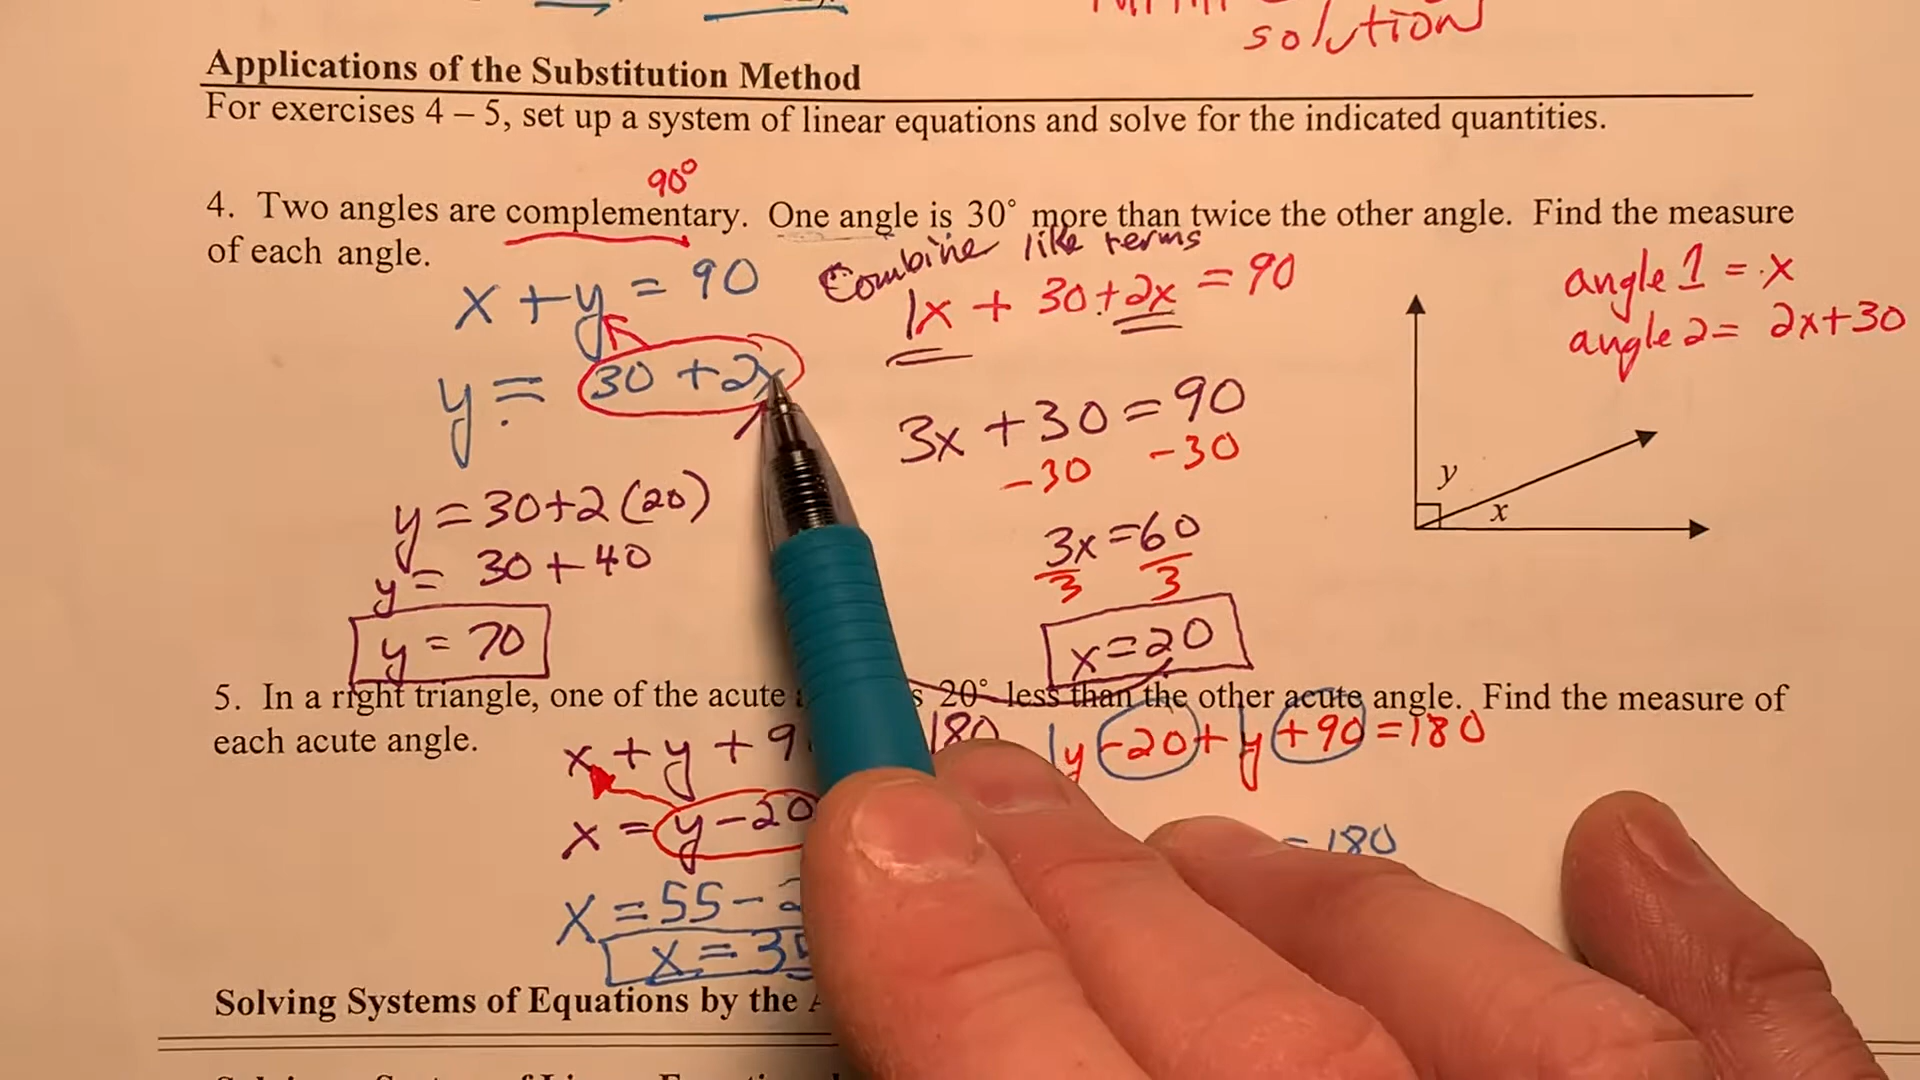 solution
Applications of the Substitution Method
For exercises 4 – 5, set up a system of linear equations and solve for the indicated quantities.
90°
4. Two angles are complementary. One angle is 30° more than twice the other angle. Find the measure
of each angle.
Combine like terms
x + y = 90
1x + 30 + 2x = 90
angle 1 = x
angle 2 = 2x+30
y = 30 + 2x
3x + 30 = 90
-30 -30
y = 30+2(20)
y = 30 + 40
y = 70
3x = 60
3 3
x = 20
y
x
5. In a right triangle, one of the acute s 20° less than the other acute angle. Find the measure of
each acute angle.
x + y + 9 180
1y -20 + y +90 = 180
x = y - 20
= 180
x = 55 -
x = 3
Solving Systems of Equations by the